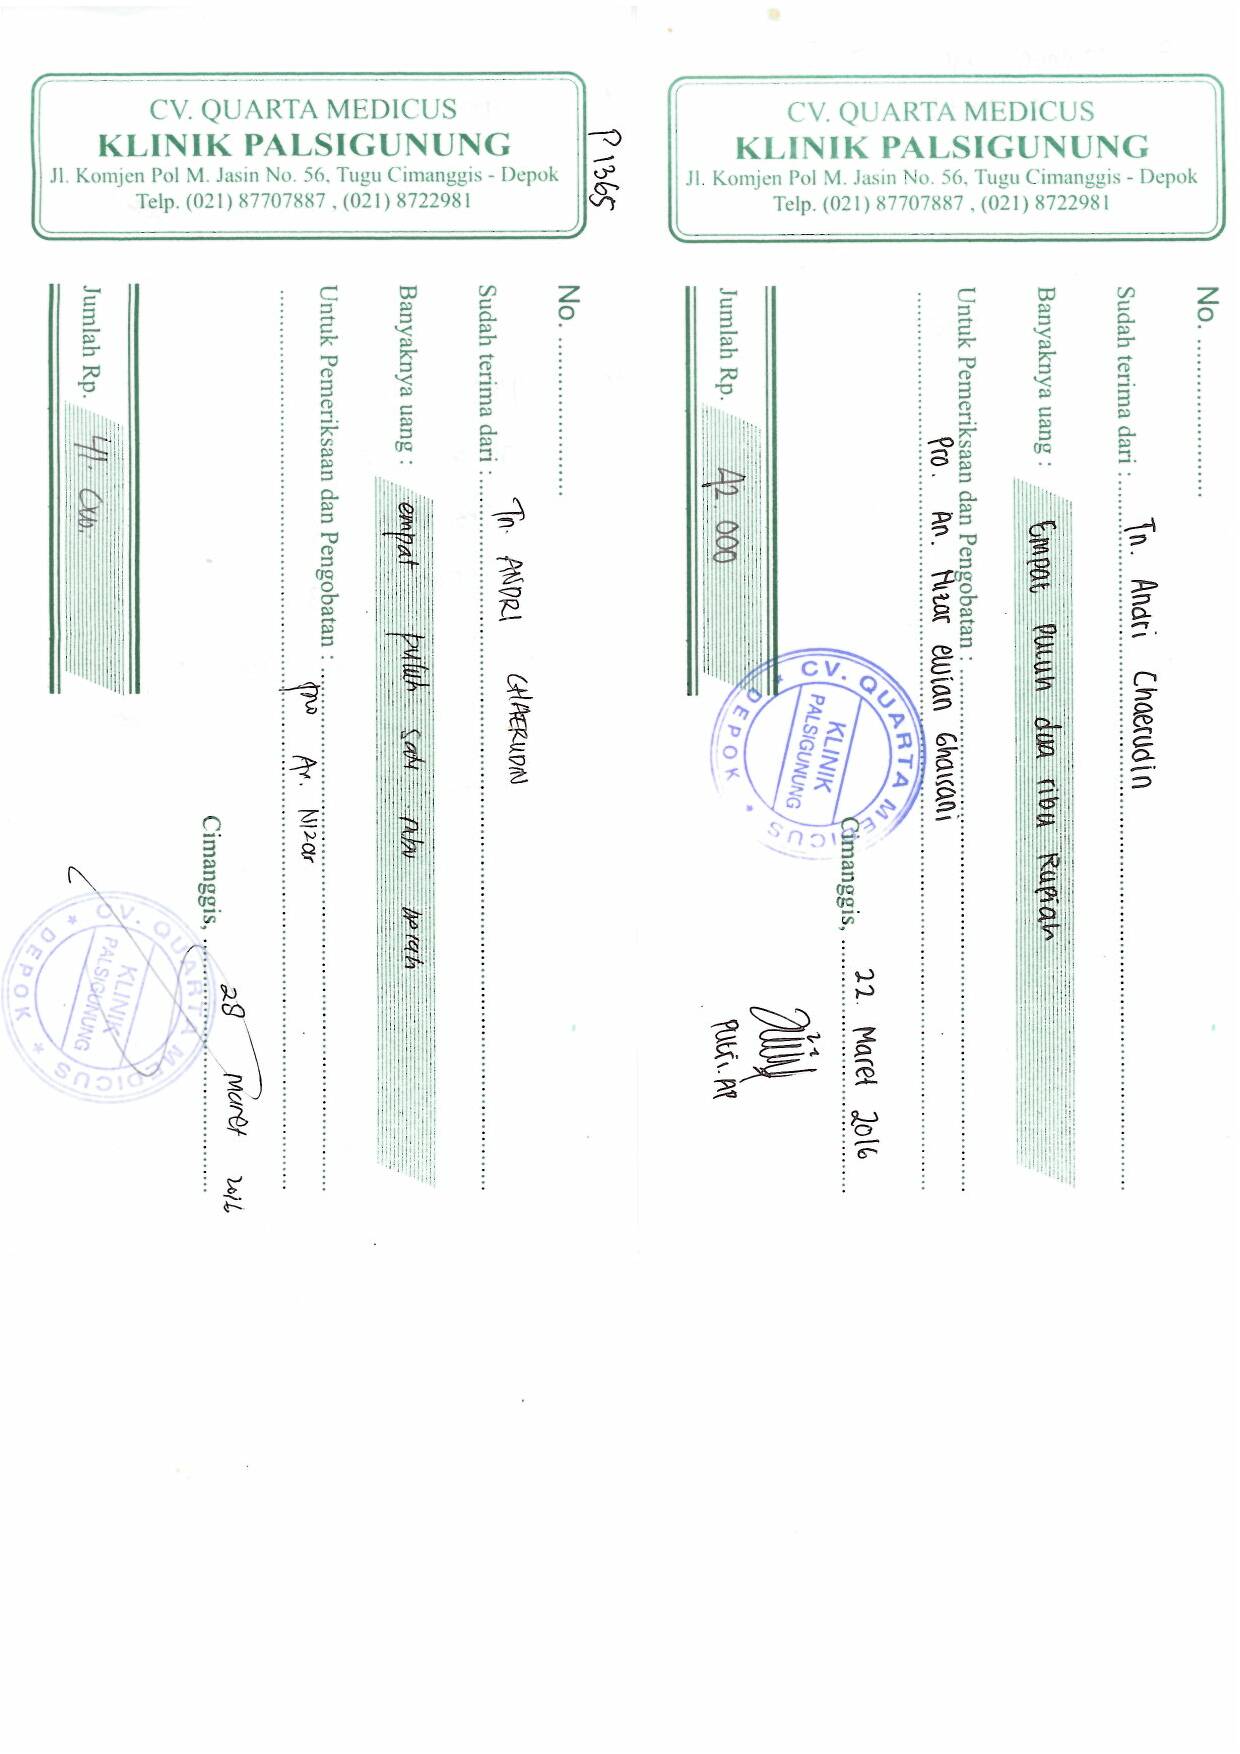 CV. QUARTA MEDICUS
KLINIK PALSIGUNUNG
Jl. Komjen Pol M. Jasin No. 56, Tugu Cimanggis - Depok
Telp. (021) 87707887 , (021) 8722981
P 1365
No. ........................
Sudah terima dari : Tn. ANDRI CHAERUDIN
Banyaknya uang : empat puluh satu ribu rupiah
Untuk Pemeriksaan dan Pengobatan :
pro An. Nizar
Jumlah Rp. 41.000.
Cimanggis, 28 Maret 2016
CV. QUARTA MEDICUS * DEPOK *
KLINIK
PALSIGUNUNG
CV. QUARTA MEDICUS
KLINIK PALSIGUNUNG
Jl. Komjen Pol M. Jasin No. 56, Tugu Cimanggis - Depok
Telp. (021) 87707887 , (021) 8722981
No. ........................
Sudah terima dari : Tn. Andri Chaerudin
Banyaknya uang : Empat Puluh dua ribu Rupiah
Untuk Pemeriksaan dan Pengobatan :
Pro. An. Nizar
Jumlah Rp. 42.000
Cimanggis, 22 Maret 2016
CV. QUARTA MEDICUS * DEPOK *
KLINIK
PALSIGUNUNG
Putri. AP